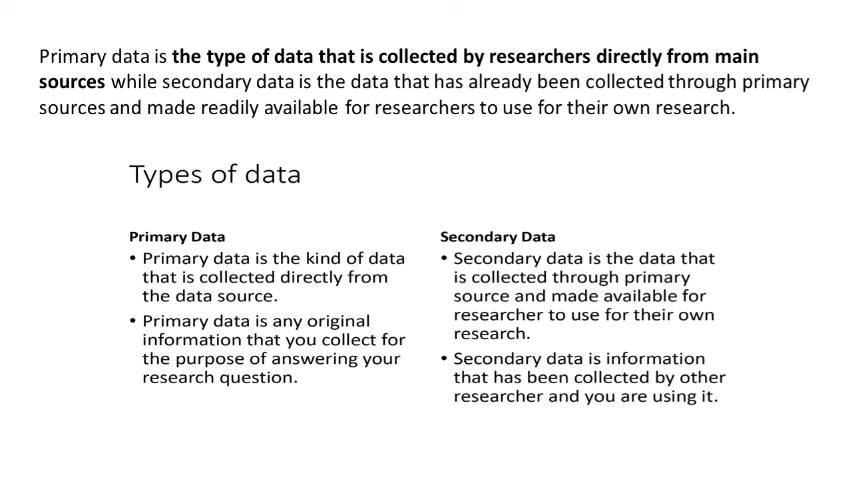 Primary data is the type of data that is collected by researchers directly from main
sources while secondary data is the data that has already been collected through primary
sources and made readily available for researchers to use for their own research.
Types of data
Primary Data
• Primary data is the kind of data
that is collected directly from
the data source.
• Primary data is any original
information that you collect for
the purpose of answering your
research question.
Secondary Data
• Secondary data is the data that
is collected through primary
source and made available for
researcher to use for their own
research.
• Secondary data is information
that has been collected by other
researcher and you are using it.